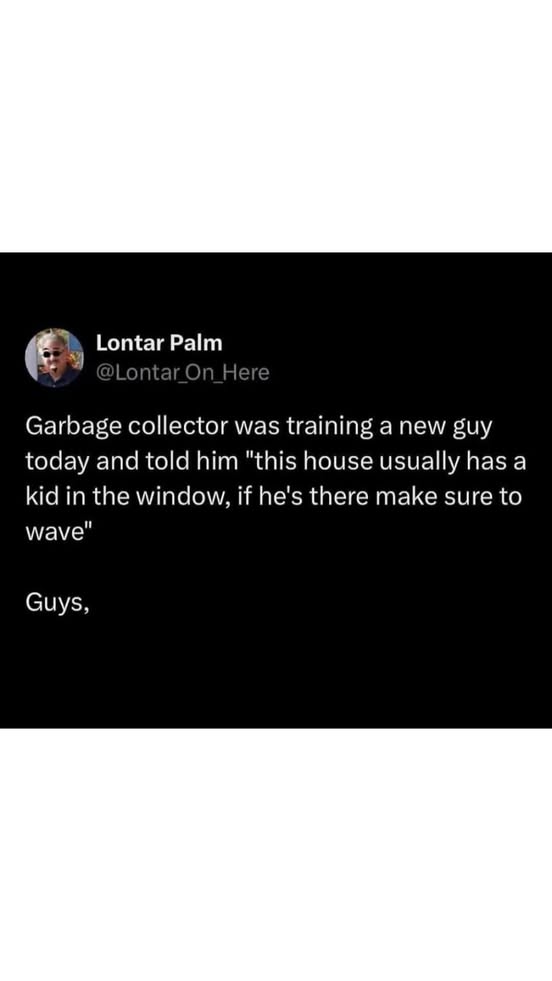 Lontar Palm
@Lontar_On_Here
Garbage collector was training a new guy
today and told him "this house usually has a
kid in the window, if he's there make sure to
wave"
Guys,